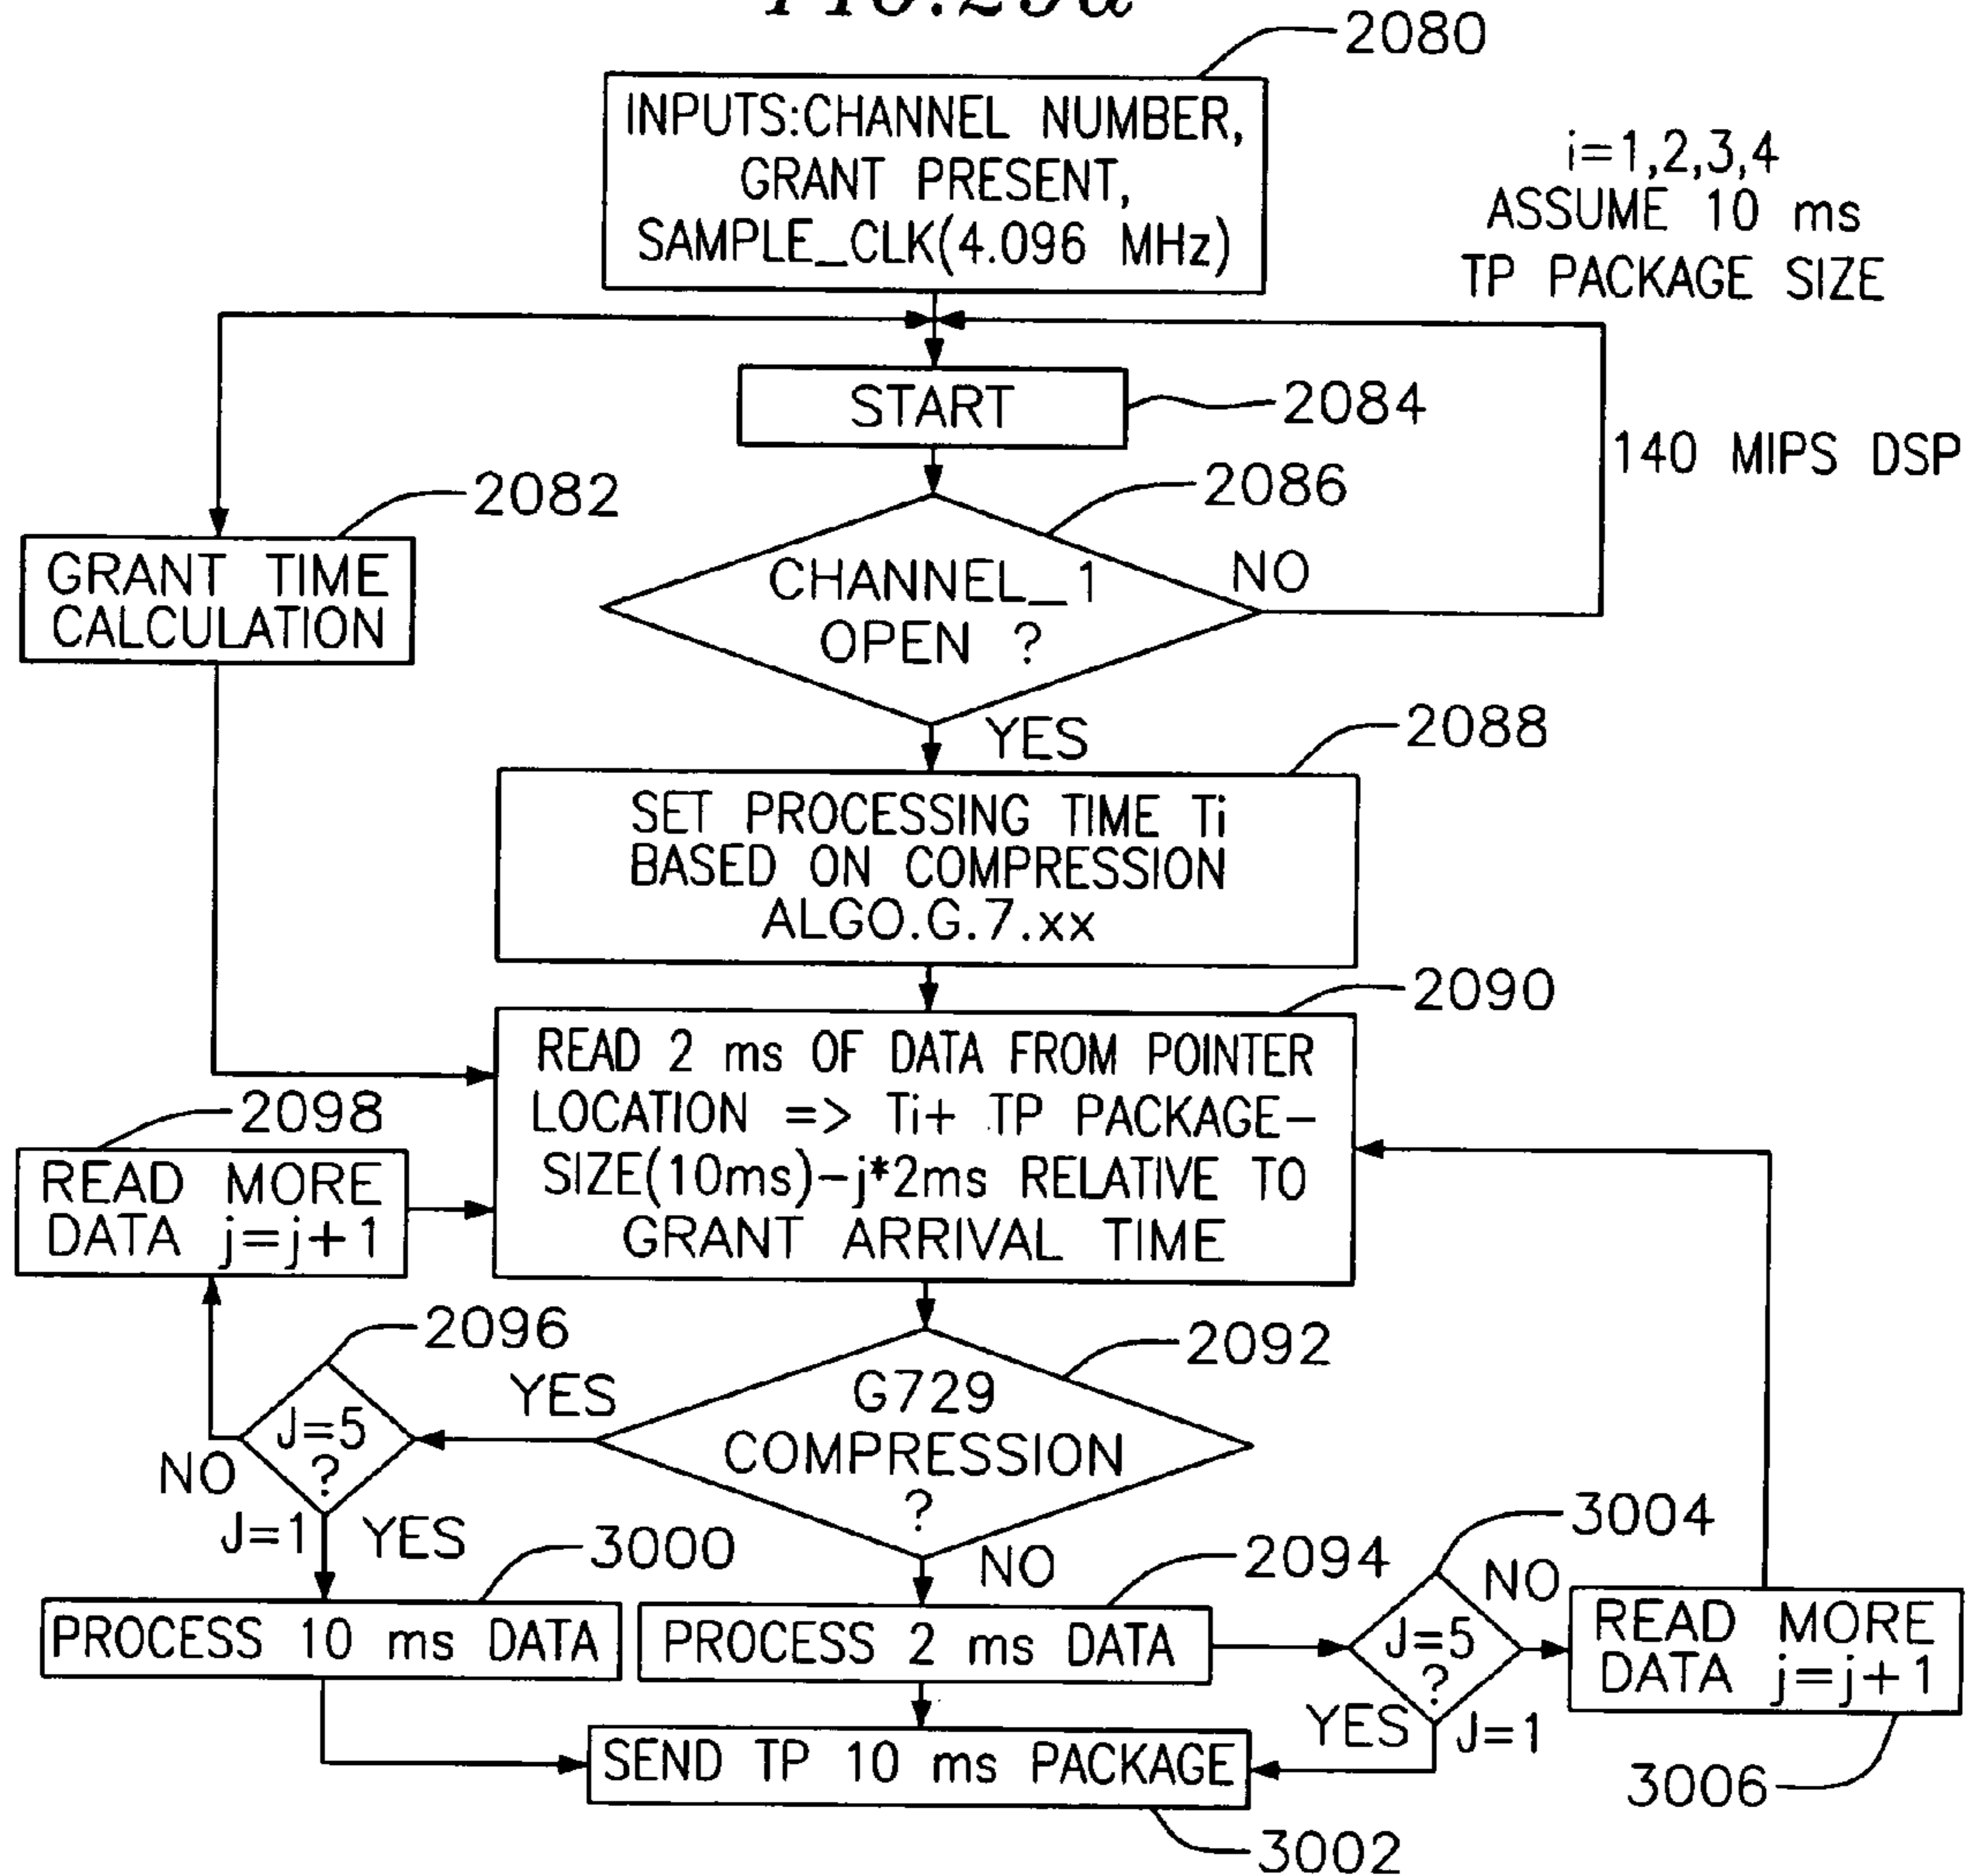 FIG.29a
2080
INPUTS:CHANNEL NUMBER,
GRANT PRESENT,
SAMPLE_CLK(4.096 MHz)
i=1,2,3,4
ASSUME 10 ms
TP PACKAGE SIZE
START
2084
140 MIPS DSP
2082
GRANT TIME
CALCULATION
2086
CHANNEL_1
OPEN ?
NO
YES
2088
SET PROCESSING TIME Ti
BASED ON COMPRESSION
ALGO.G.7.xx
2090
READ 2 ms OF DATA FROM POINTER
LOCATION => Ti+ TP PACKAGE-
SIZE(10ms)-j*2ms RELATIVE TO
GRANT ARRIVAL TIME
2098
READ MORE
DATA j=j+1
2096
J=5
?
NO
J=1
YES
YES
2092
G729
COMPRESSION
?
NO
3000
PROCESS 10 ms DATA
2094
PROCESS 2 ms DATA
3004
J=5
?
NO
YES
J=1
READ MORE
DATA j=j+1
3006
SEND TP 10 ms PACKAGE
3002